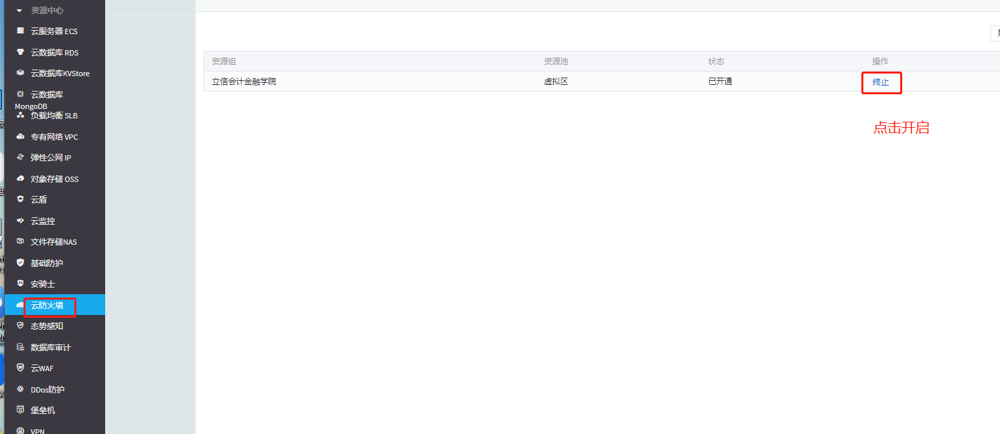 资源中心
云服务器 ECS
云数据库 RDS
云数据库KVStore
云数据库
MongoDB
负载均衡 SLB
专有网络 VPC
弹性公网 IP
对象存储 OSS
云盾
云监控
文件存储NAS
基础防护
安骑士
云防火墙
态势感知
数据库审计
云WAF
DDos防护
堡垒机
VPN
资源组 资源池 状态 操作
立信会计金融学院 虚拟区 已开通 终止
点击开启